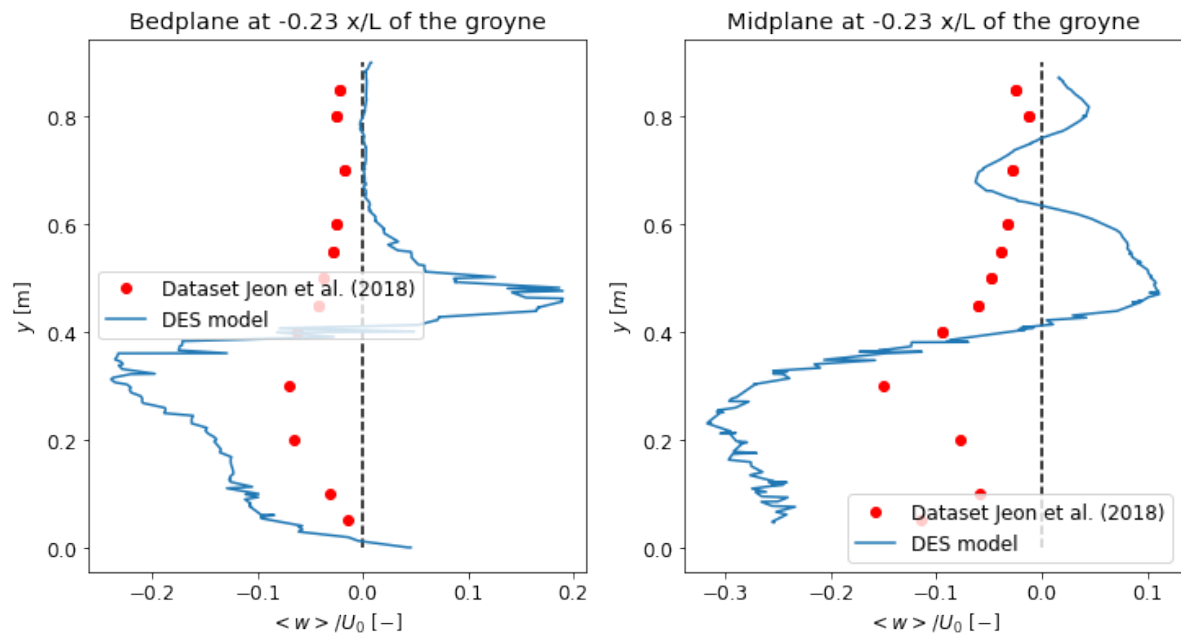 Bedplane at -0.23 x/L of the groyne
Midplane at -0.23 x/L of the groyne
y [m]
0.8
0.6
0.4
0.2
0.0
Dataset Jeon et al. (2018)
DES model
−0.2
−0.1
0.0
0.1
0.2
< w > /U₀ [−]
y [m]
0.8
0.6
0.4
0.2
0.0
Dataset Jeon et al. (2018)
DES model
−0.3
−0.2
−0.1
0.0
0.1
< w > /U₀ [−]